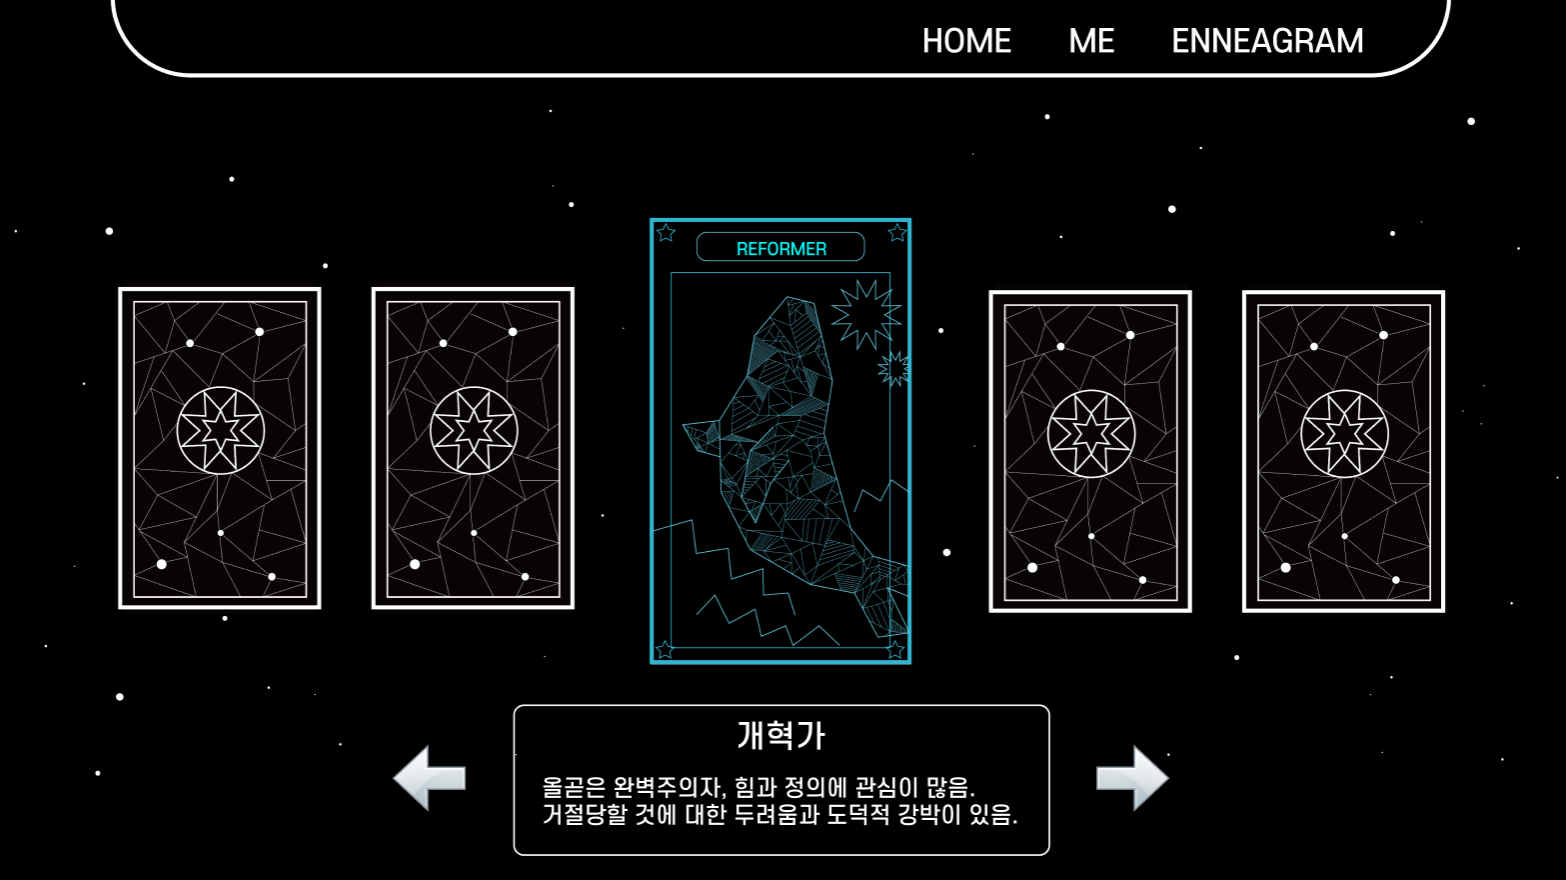 HOME ME ENNEAGRAM
REFORMER
개혁가
올곧은 완벽주의자, 힘과 정의에 관심이 많음.
거절당할 것에 대한 두려움과 도덕적 강박이 있음.